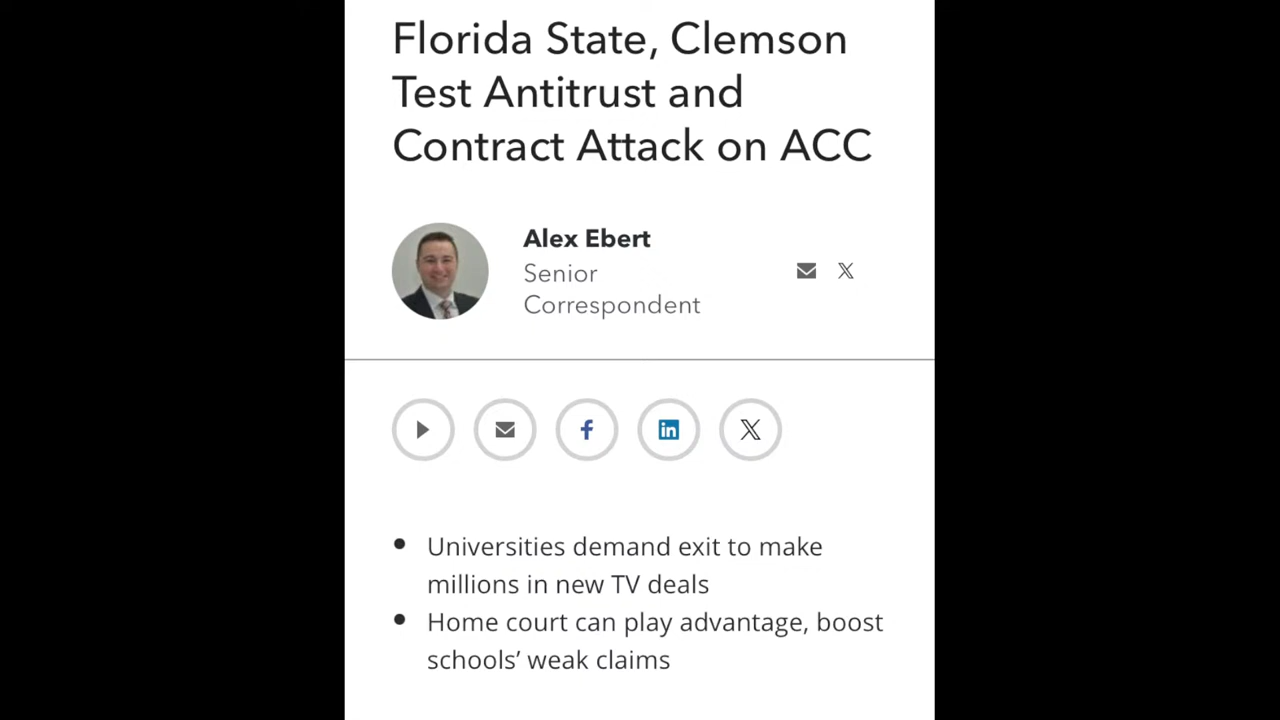 Florida State, Clemson
Test Antitrust and
Contract Attack on ACC
Alex Ebert
Senior
Correspondent
Universities demand exit to make
millions in new TV deals
Home court can play advantage, boost
schools’ weak claims